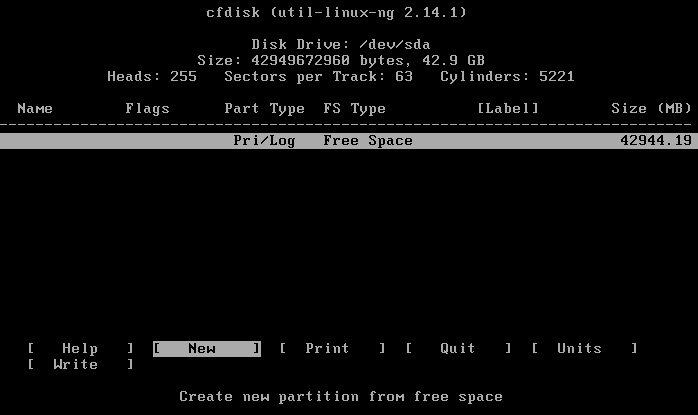 cfdisk (util-linux-ng 2.14.1)
Disk Drive: /dev/sda
Size: 42949672960 bytes, 42.9 GB
Heads: 255   Sectors per Track: 63   Cylinders: 5221
Name   Flags   Part Type   FS Type   [Label]   Size (MB)
Pri/Log   Free Space   42944.19
[ Help ]   [ New ]   [ Print ]   [ Quit ]   [ Units ]
[ Write ]
Create new partition from free space